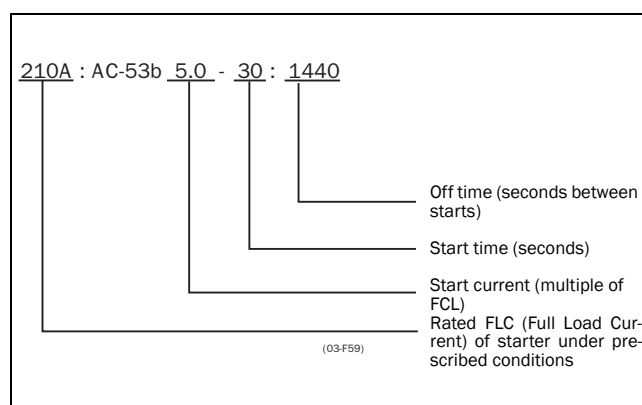 210A : AC-53b 5.0 - 30 : 1440
Off time (seconds between
starts)
Start time (seconds)
Start current (multiple of
FCL)
Rated FLC (Full Load Cur-
rent) of starter under pre-
scribed conditions
(03-F59)